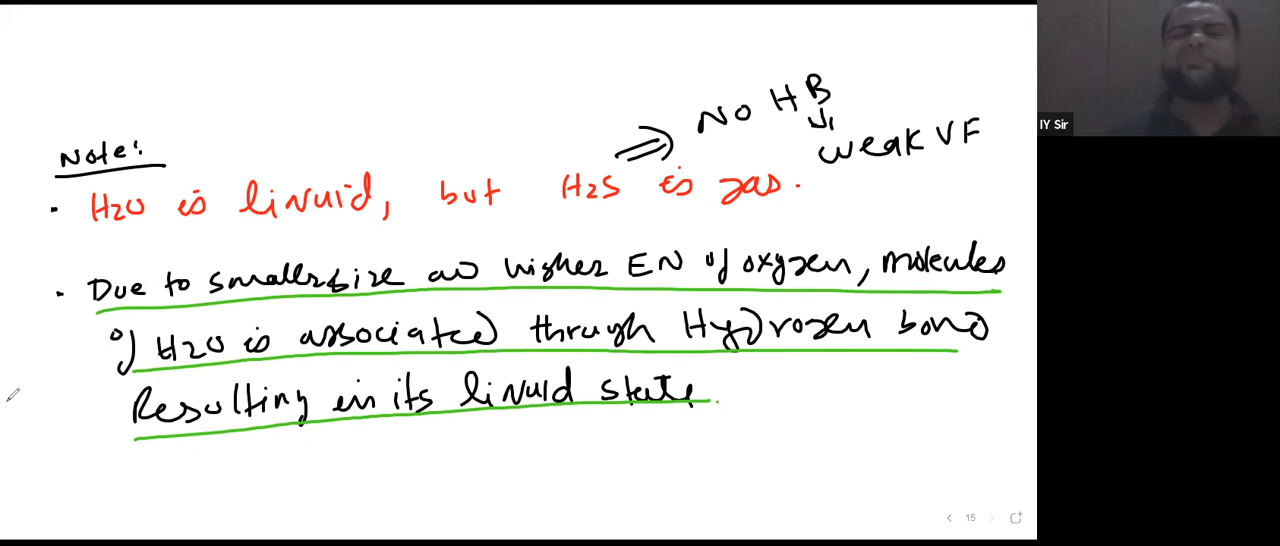 No HB
weak VF
Note:
· H2O is liquid, but H2S is gas.
· Due to smaller size and higher EN of oxygen, molecules
of H2O is associated through Hydrogen bond
Resulting in its liquid state.
IY Sir
15